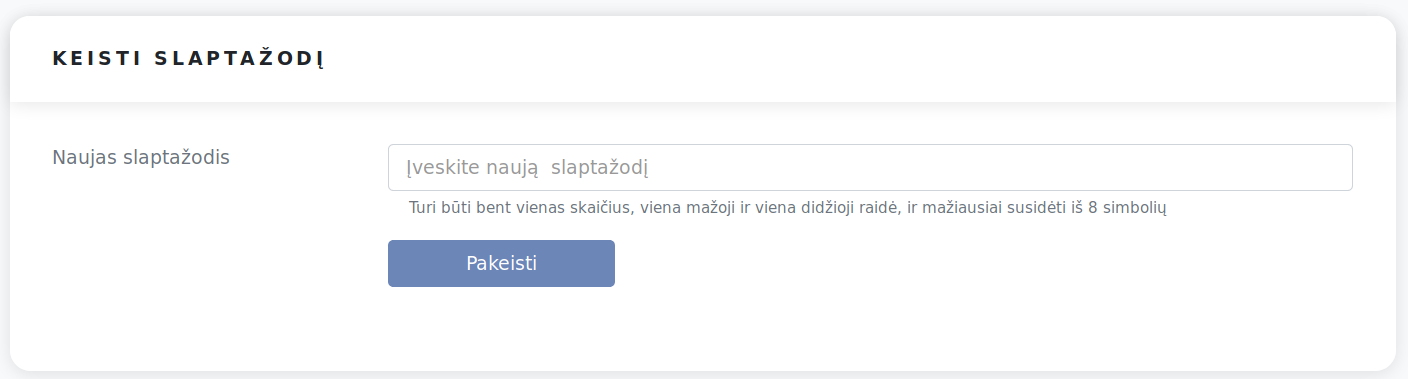 KEISTI SLAPTAŽODĮ
Naujas slaptažodis
Įveskite naują  slaptažodį
Turi būti bent vienas skaičius, viena mažoji ir viena didžioji raidė, ir mažiausiai susidėti iš 8 simbolių
Pakeisti